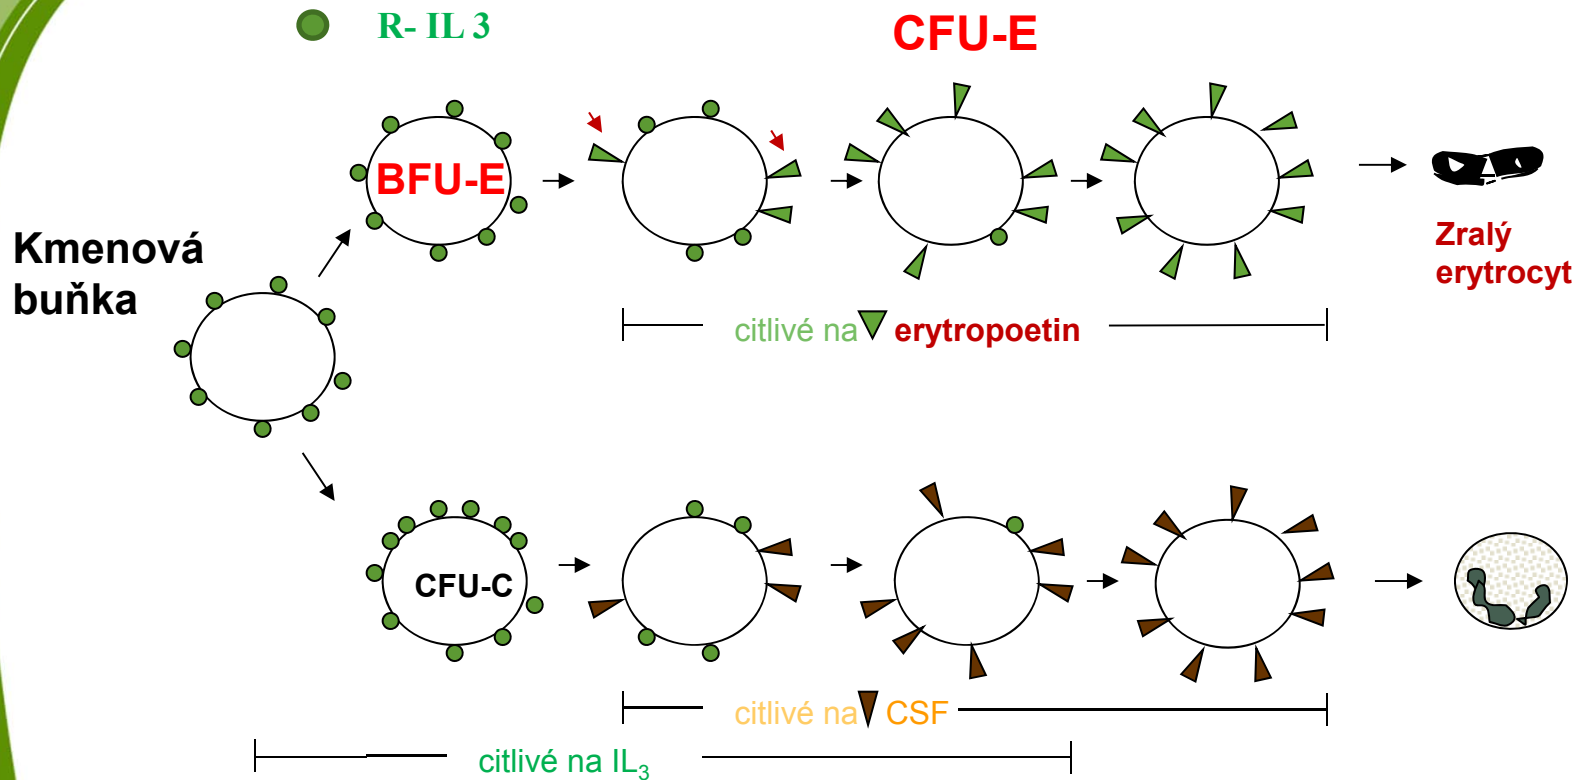 R- IL 3
CFU-E
BFU-E
Kmenová
buňka
Zralý
erytrocyt
citlivé na erytropoetin
CFU-C
citlivé na CSF
citlivé na IL₃